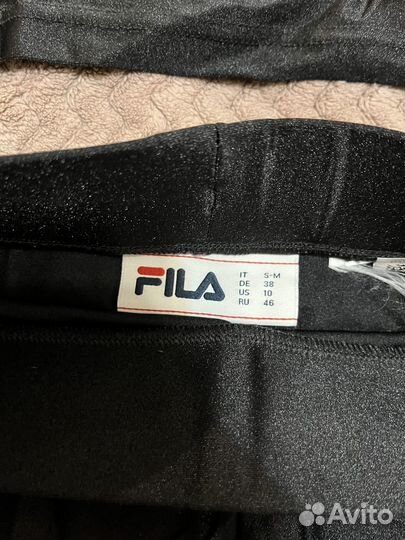 FILA
IT S-M
DE 38
US 10
RU 46
Avito